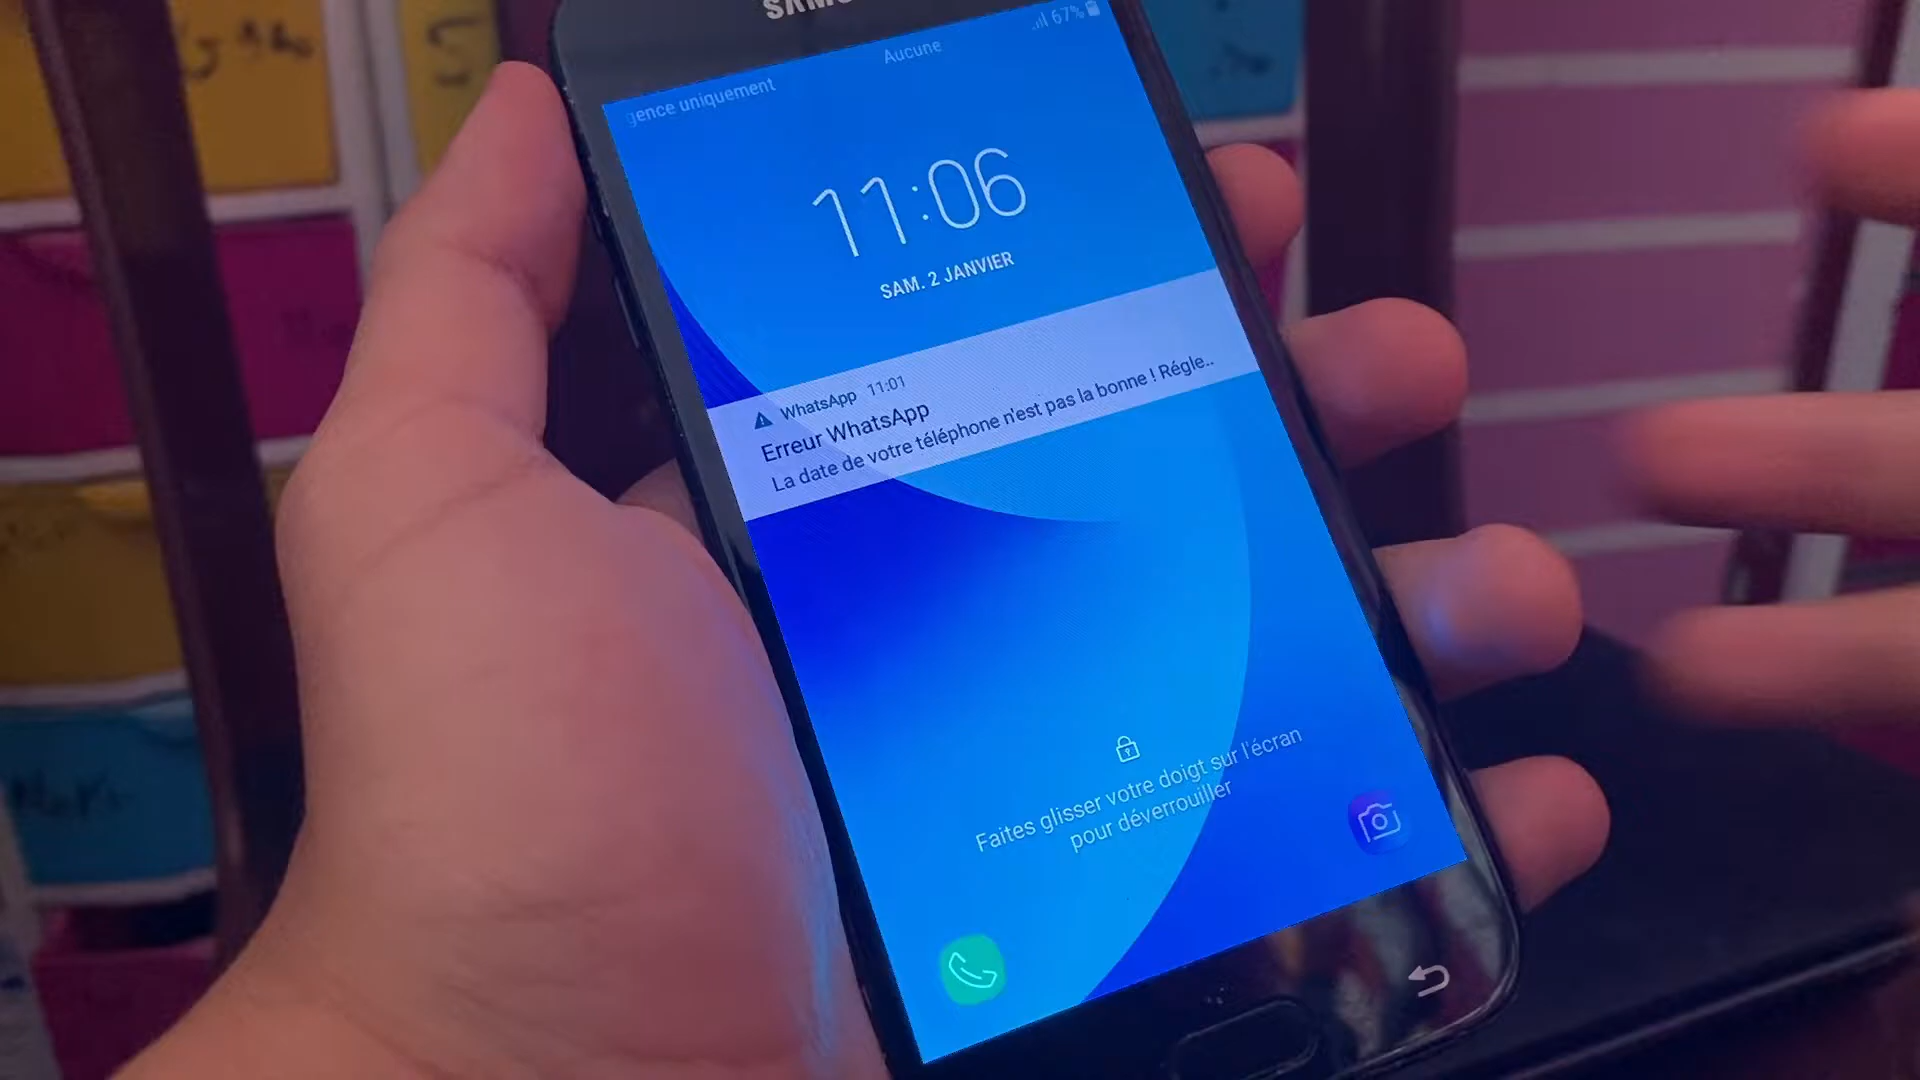 SAMS
67%
Aucune
gence uniquement
11:06
SAM. 2 JANVIER
WhatsApp 11:01
Erreur WhatsApp
La date de votre téléphone n'est pas la bonne ! Régle..
Faites glisser votre doigt sur l'écran
pour déverrouiller